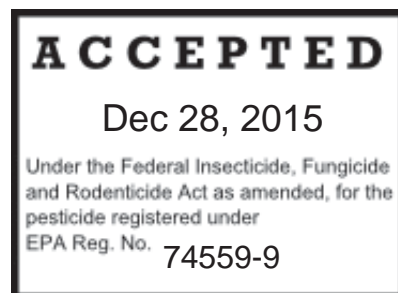 ACCEPTED
Dec 28, 2015
Under the Federal Insecticide, Fungicide
and Rodenticide Act as amended, for the
pesticide registered under
EPA Reg. No. 74559-9